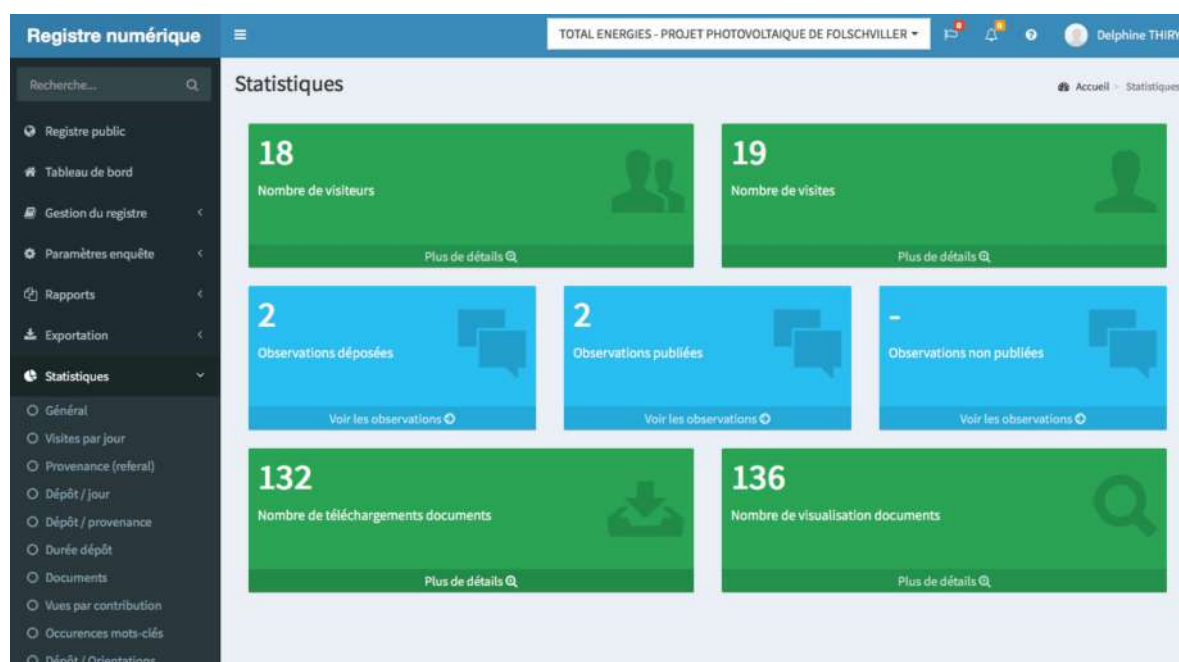 Registre numérique
TOTAL ENERGIES - PROJET PHOTOVOLTAIQUE DE FOLSCHVILLER
Delphine THIRY
Recherche...
Statistiques
Accueil > Statistiques
Registre public
Tableau de bord
Gestion du registre
Paramètres enquête
Rapports
Exportation
Statistiques
Général
Visites par jour
Provenance (referal)
Dépôt / jour
Dépôt / provenance
Durée dépôt
Documents
Vues par contribution
Occurences mots-clés
Dépôt / Orientations
18
Nombre de visiteurs
Plus de détails
19
Nombre de visites
Plus de détails
2
Observations déposées
Voir les observations
2
Observations publiées
Voir les observations
-
Observations non publiées
Voir les observations
132
Nombre de téléchargements documents
Plus de détails
136
Nombre de visualisation documents
Plus de détails